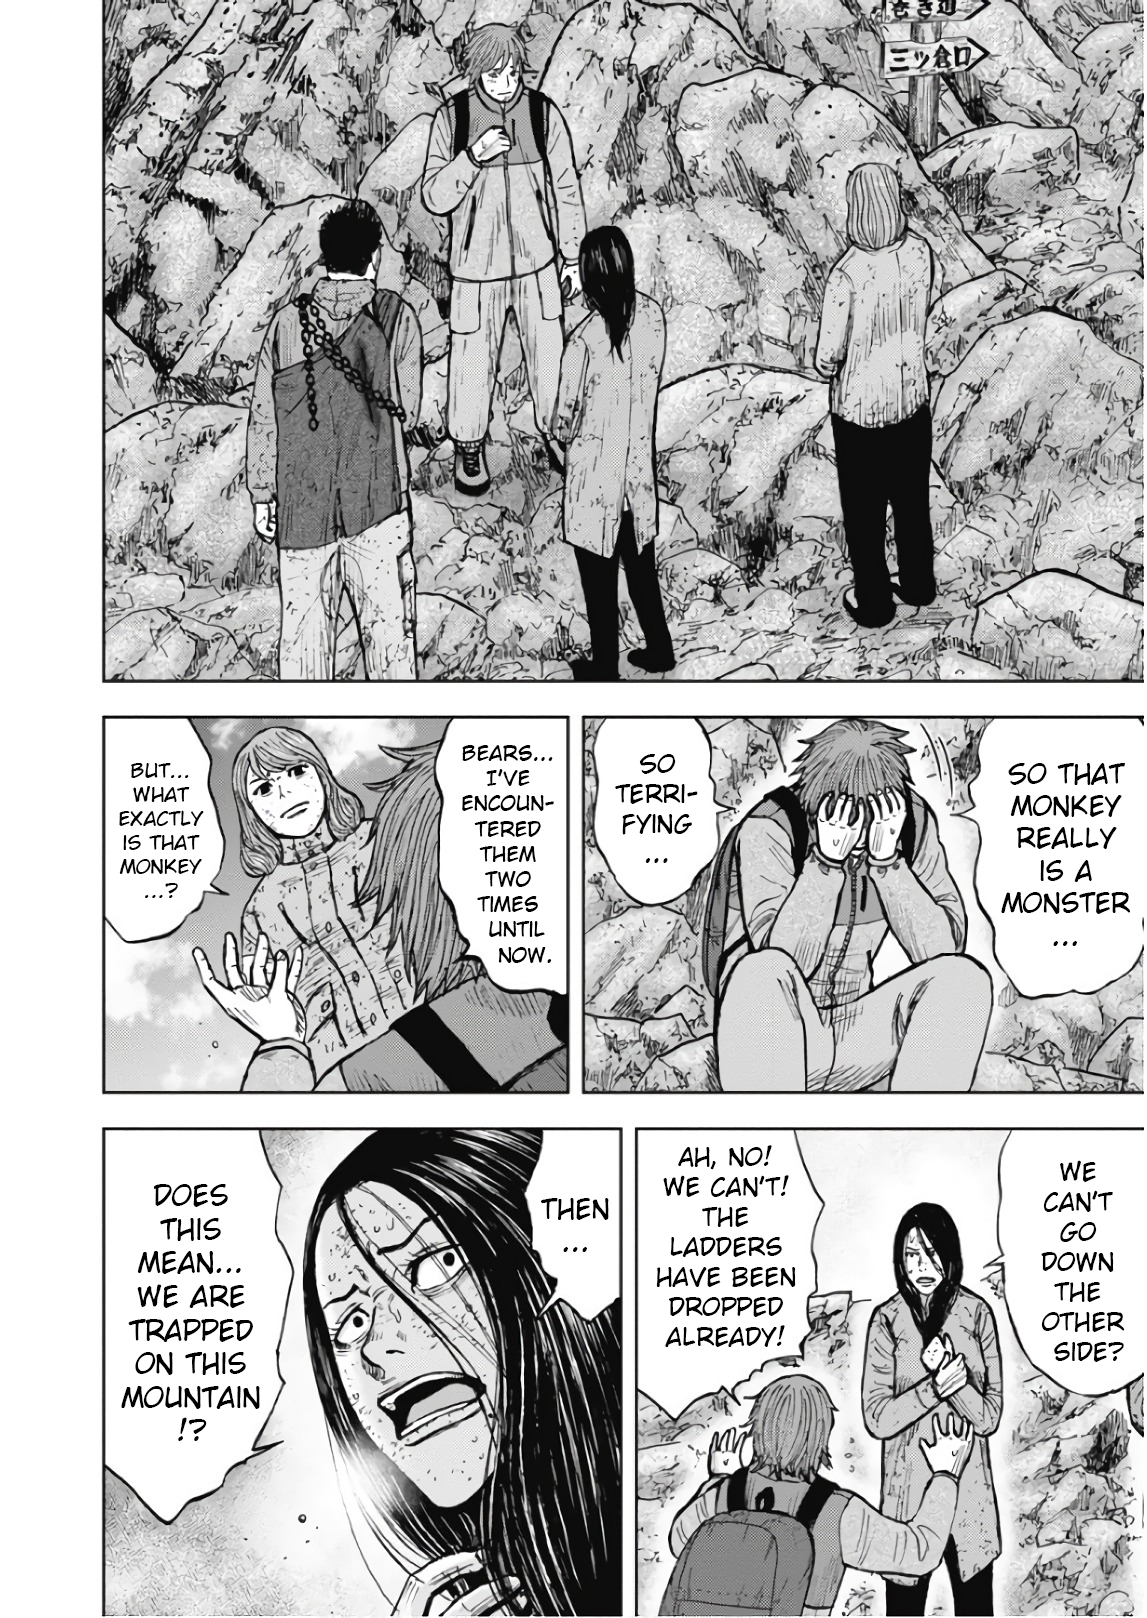 三ツ倉口
SO THAT
MONKEY
REALLY
IS A
MONSTER
...
SO
TERRI-
FYING
...
BEARS...
I'VE
ENCOUN-
TERED
THEM
TWO
TIMES
UNTIL
NOW.
BUT...
WHAT
EXACTLY
IS THAT
MONKEY
...?
WE
CAN'T
GO
DOWN
THE
OTHER
SIDE?
AH, NO!
WE CAN'T!
THE
LADDERS
HAVE BEEN
DROPPED
ALREADY!
THEN
...
DOES
THIS
MEAN...
WE ARE
TRAPPED
ON THIS
MOUNTAIN
!?